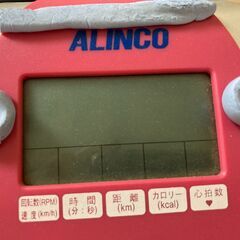 ALINCO
回転数(RPM)
速度(km/h)
時間
(分:秒)
距離
(km)
カロリー
(kcal)
心拍数
♥